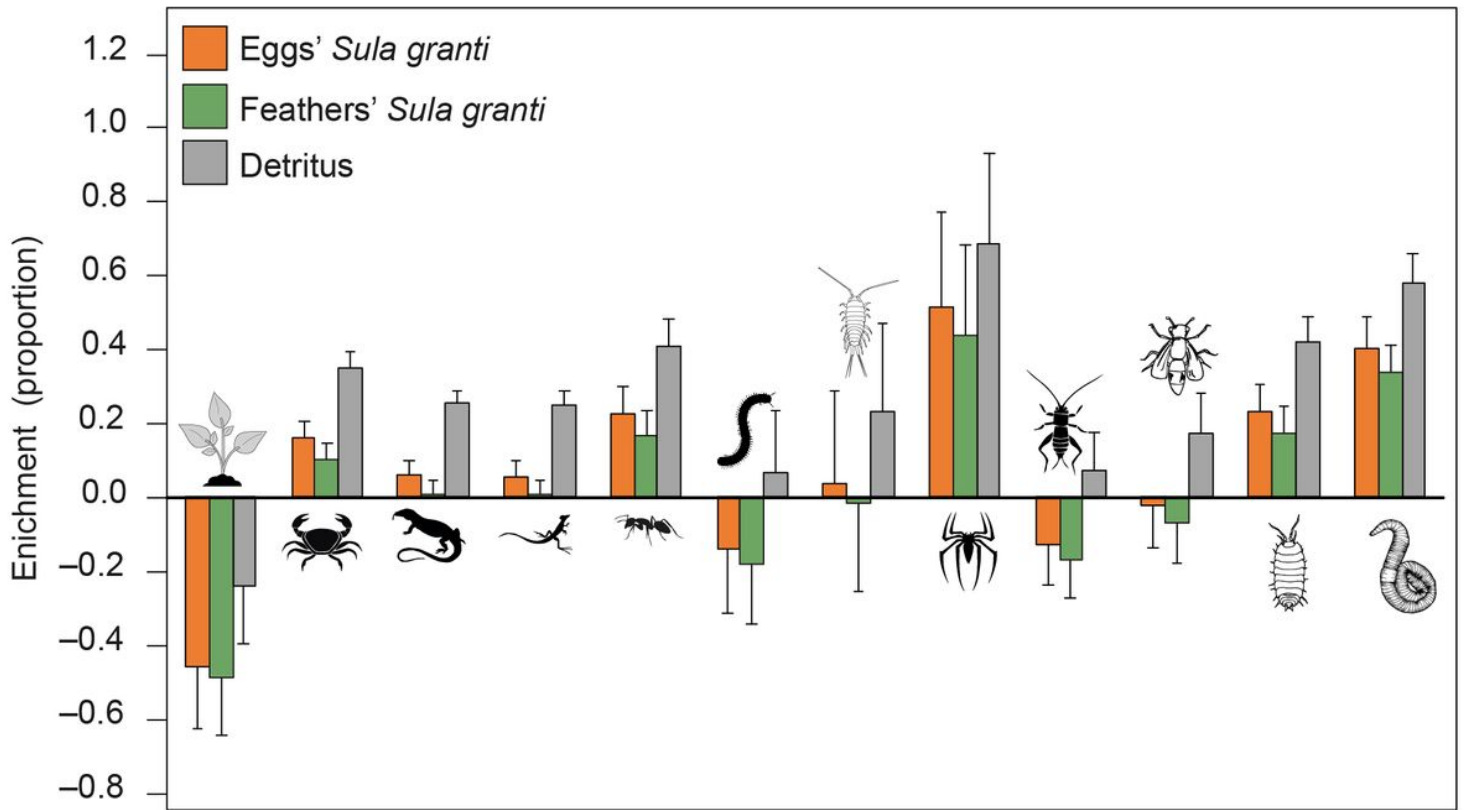 1.2
1.0
0.8
0.6
0.4
0.2
0.0
–0.2
–0.4
–0.6
–0.8
Enichment (proportion)
Eggs’ Sula granti
Feathers’ Sula granti
Detritus